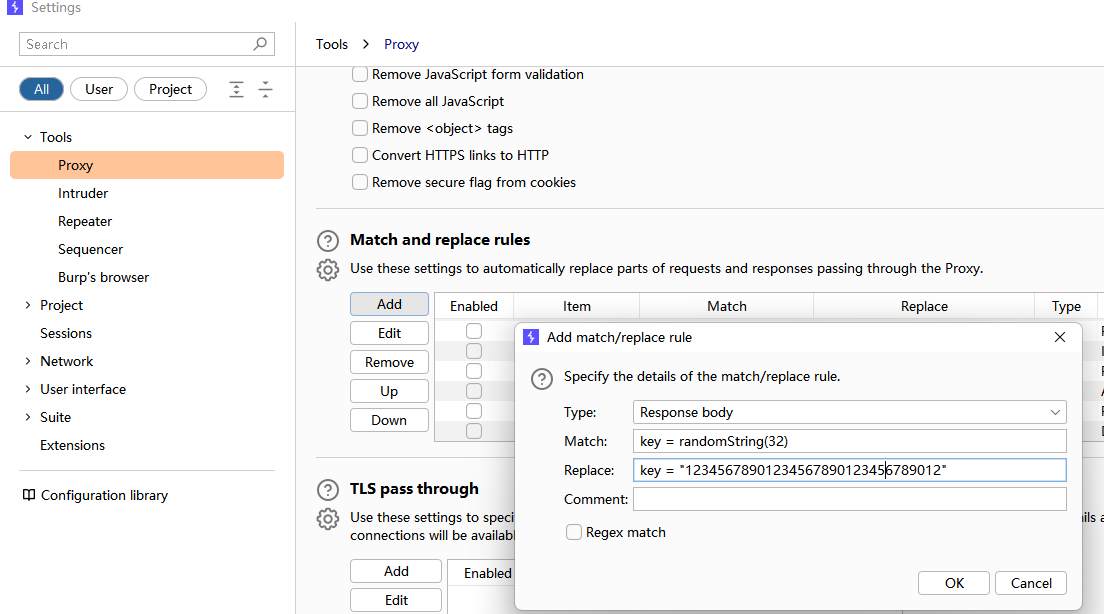 Settings
Search
All User Project
Tools
Proxy
Intruder
Repeater
Sequencer
Burp's browser
Project
Sessions
Network
User interface
Suite
Extensions
Configuration library
Tools > Proxy
Remove JavaScript form validation
Remove all JavaScript
Remove <object> tags
Convert HTTPS links to HTTP
Remove secure flag from cookies
Match and replace rules
Use these settings to automatically replace parts of requests and responses passing through the Proxy.
Add
Edit
Remove
Up
Down
Enabled Item Match Replace Type
Add match/replace rule
Specify the details of the match/replace rule.
Type: Response body
Match: key = randomString(32)
Replace: key = "12345678901234567890123456789012"
Comment:
Regex match
OK Cancel
TLS pass through
Use these settings to
connections will be
Add
Edit
Enabled